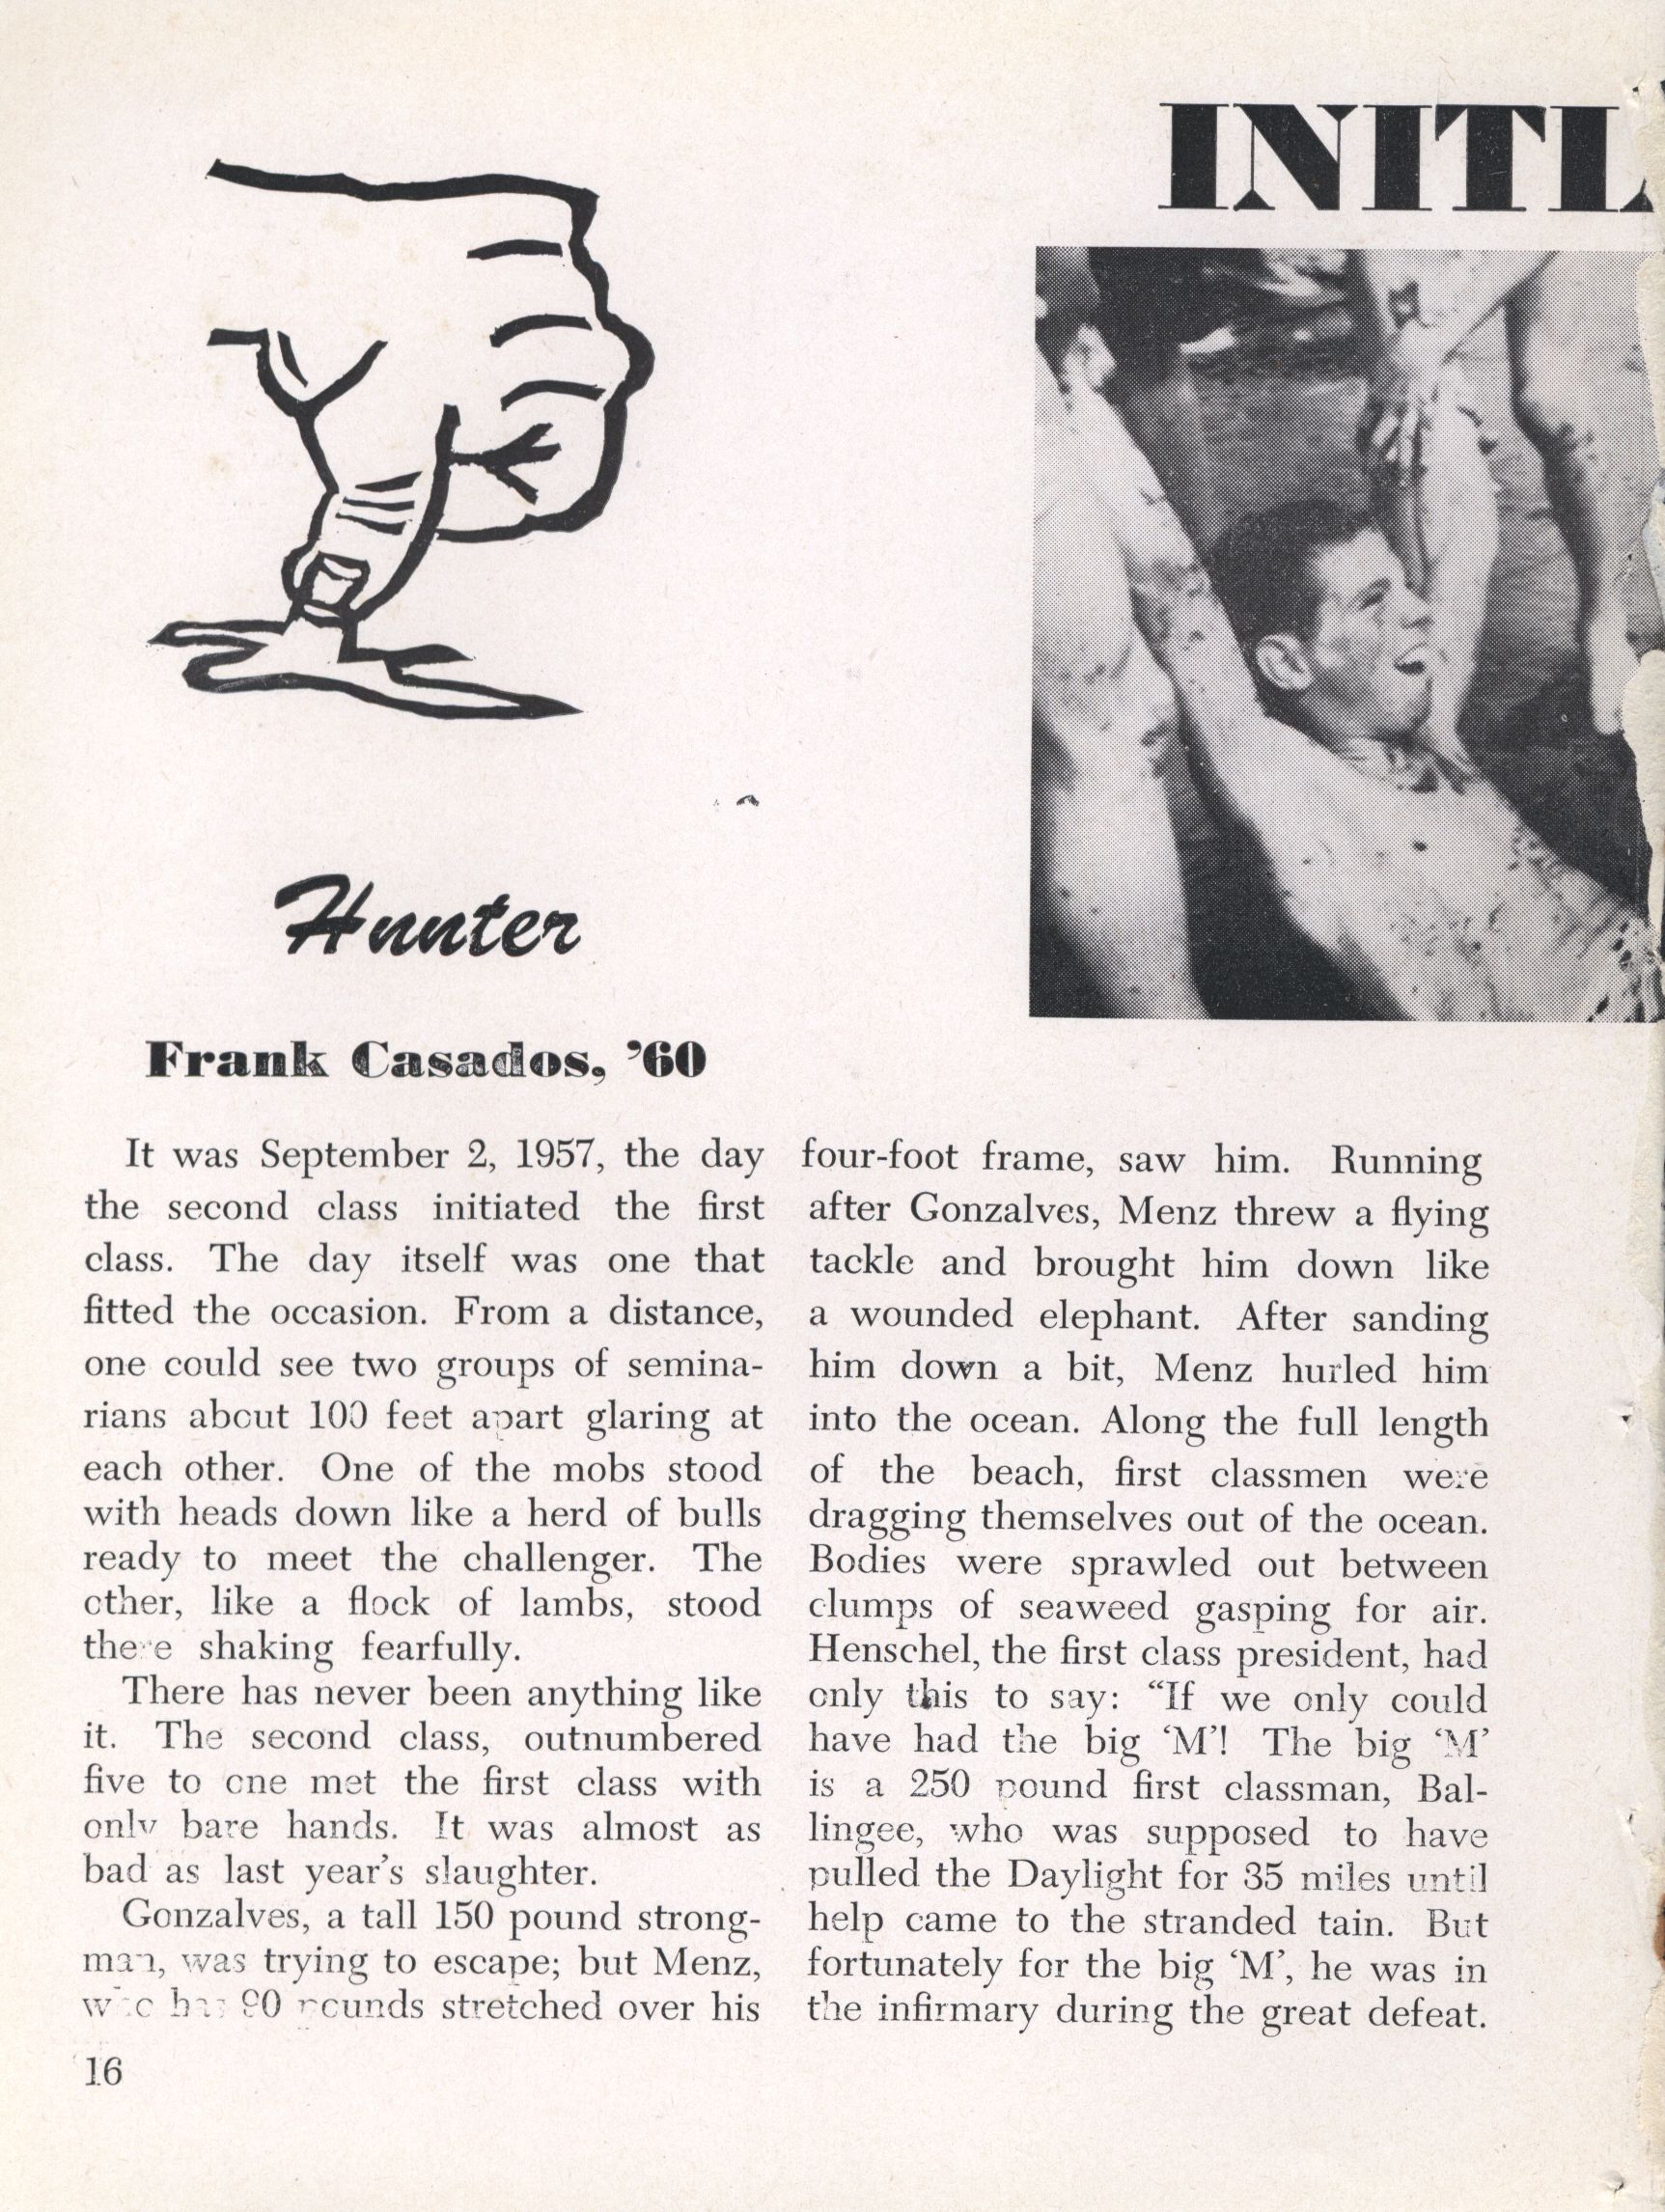 INITI
Hunter
Frank Casados, '60
It was September 2, 1957, the day
the second class initiated the first
class. The day itself was one that
fitted the occasion. From a distance,
one could see two groups of semina-
rians about 100 feet apart glaring at
each other. One of the mobs stood
with heads down like a herd of bulls
ready to meet the challenger. The
other, like a flock of lambs, stood
there shaking fearfully.
There has never been anything like
it. The second class, outnumbered
five to one met the first class with
only bare hands. It was almost as
bad as last year's slaughter.
Gonzalves, a tall 150 pound strong-
man, was trying to escape; but Menz,
who has 90 pounds stretched over his
16
four-foot frame, saw him. Running
after Gonzalves, Menz threw a flying
tackle and brought him down like
a wounded elephant. After sanding
him down a bit, Menz hurled him
into the ocean. Along the full length
of the beach, first classmen were
dragging themselves out of the ocean.
Bodies were sprawled out between
clumps of seaweed gasping for air.
Henschel, the first class president, had
only this to say: "If we only could
have had the big 'M'! The big 'M'
is a 250 pound first classman, Bal-
lingee, who was supposed to have
pulled the Daylight for 35 miles until
help came to the stranded tain. But
fortunately for the big 'M', he was in
the infirmary during the great defeat.